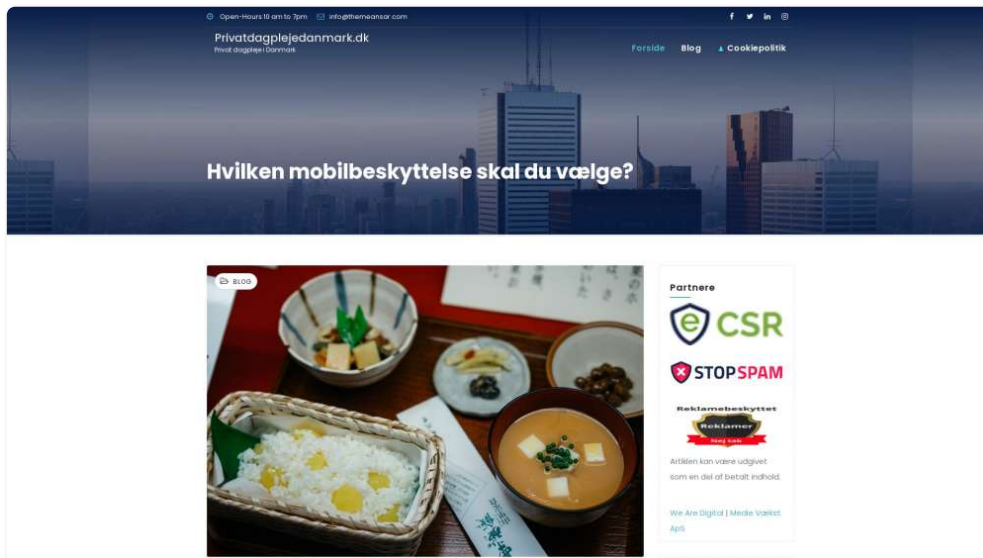 Open-Hours:10 am to 7pm info@themeansar.com
Privatdagplejedanmark.dk
Privat dagpleje i Danmark
Forside Blog Cookiepolitik
Hvilken mobilbeskyttelse skal du vælge?
BLOG
Partnere
e CSR
STOPSPAM
Reklamebeskyttet
Reklamer
Nej tak
Artiklen kan være udgivet
som en del af betalt indhold.
We Are Digital | Medie Vækst
ApS